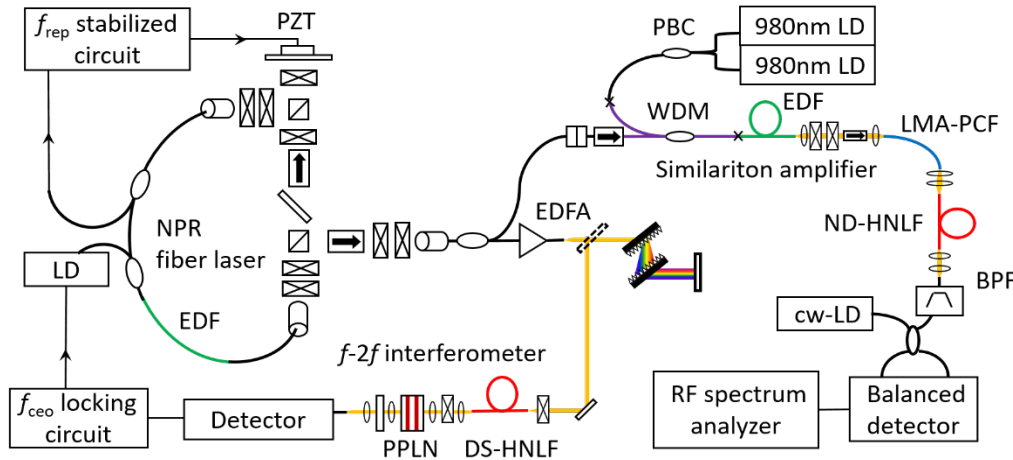 f_rep stabilized
circuit
PZT
PBC
980nm LD
980nm LD
WDM
EDF
LMA-PCF
Similariton amplifier
NPR
fiber laser
EDFA
ND-HNLF
LD
BPF
EDF
cw-LD
f-2f interferometer
f_ceo locking
circuit
Detector
PPLN
DS-HNLF
RF spectrum
analyzer
Balanced
detector